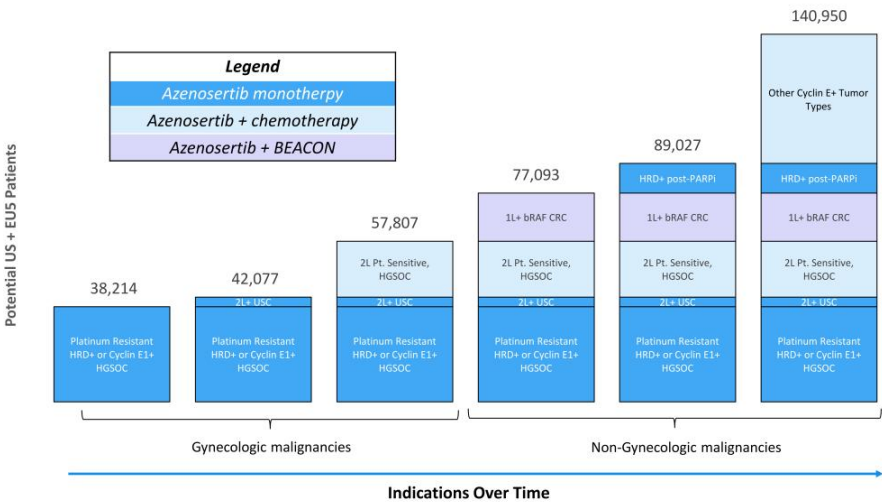 140,950
Legend
Azenosertib monotherpy
Azenosertib + chemotherapy
Azenosertib + BEACON
Other Cyclin E+ Tumor
Types
89,027
77,093
HRD+ post-PARPi
HRD+ post-PARPi
57,807
1L+ bRAF CRC
1L+ bRAF CRC
1L+ bRAF CRC
42,077
38,214
2L Pt. Sensitive,
HGSOC
2L Pt. Sensitive,
HGSOC
2L Pt. Sensitive,
HGSOC
2L Pt. Sensitive,
HGSOC
2L+ USC
2L+ USC
2L+ USC
2L+ USC
2L+ USC
Platinum Resistant
HRD+ or Cyclin E1+
HGSOC
Platinum Resistant
HRD+ or Cyclin E1+
HGSOC
Platinum Resistant
HRD+ or Cyclin E1+
HGSOC
Platinum Resistant
HRD+ or Cyclin E1+
HGSOC
Platinum Resistant
HRD+ or Cyclin E1+
HGSOC
Platinum Resistant
HRD+ or Cyclin E1+
HGSOC
Potential US + EU5 Patients
Gynecologic malignancies
Non-Gynecologic malignancies
Indications Over Time